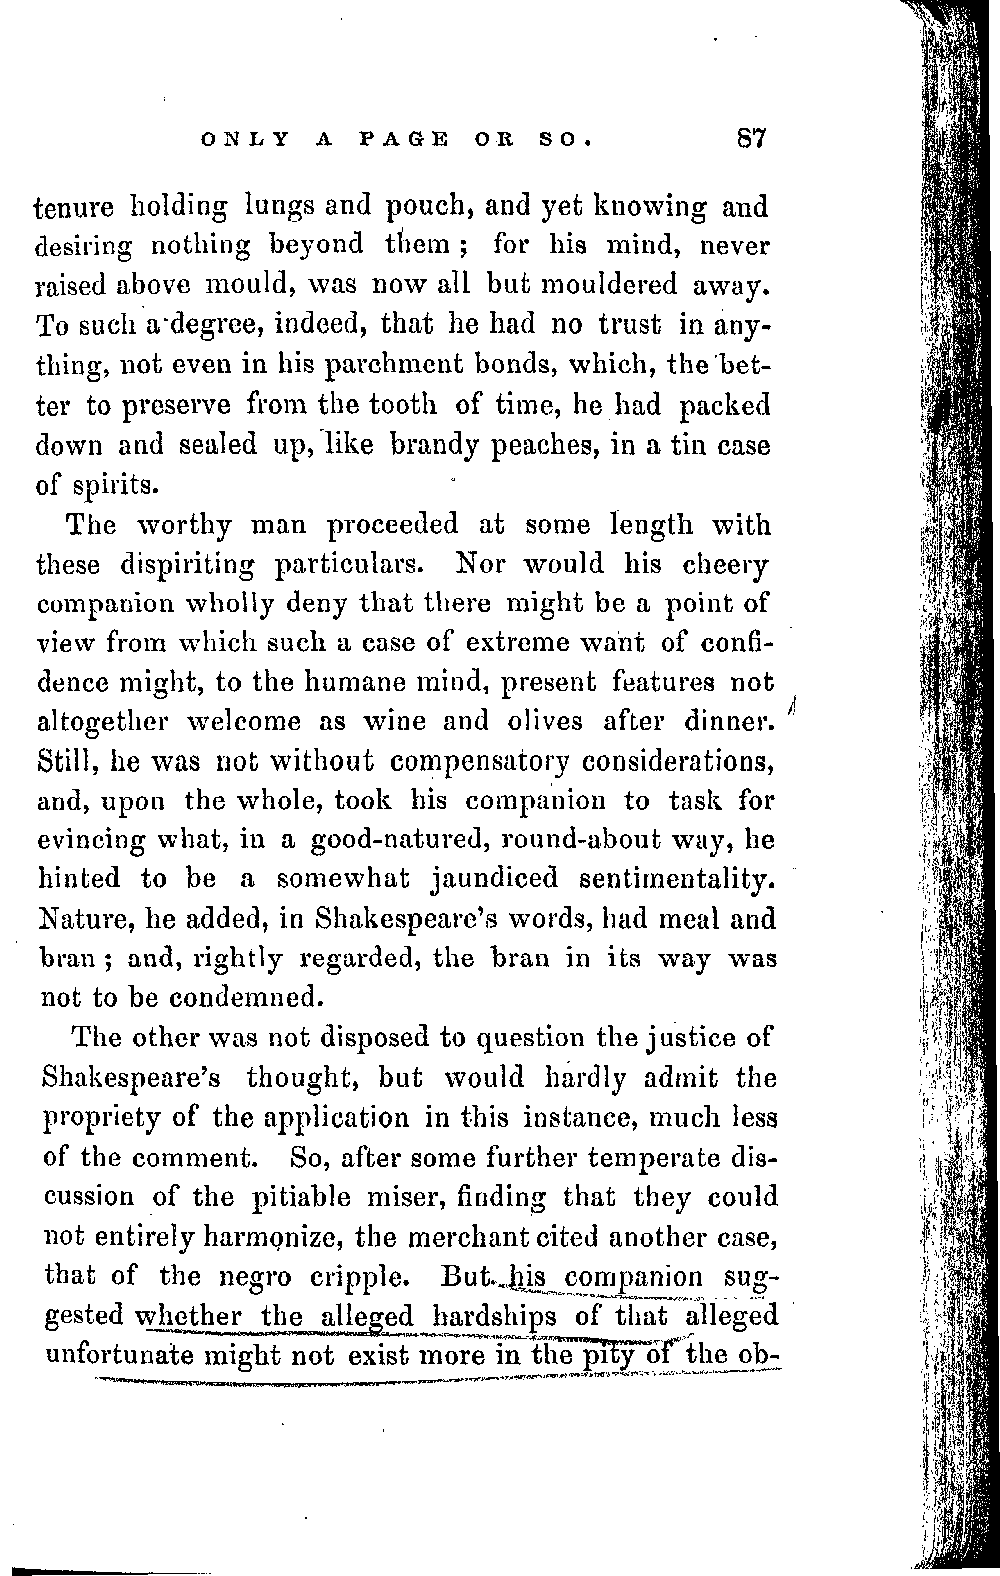 ONLY A PAGE OR SO. 87
tenure holding lungs and pouch, and yet knowing and
desiring nothing beyond them ; for his mind, never
raised above mould, was now all but mouldered away.
To such a degree, indeed, that he had no trust in any-
thing, not even in his parchment bonds, which, the bet-
ter to preserve from the tooth of time, he had packed
down and sealed up, like brandy peaches, in a tin case
of spirits.
The worthy man proceeded at some length with
these dispiriting particulars. Nor would his cheery
companion wholly deny that there might be a point of
view from which such a case of extreme want of confi-
dence might, to the humane mind, present features not
altogether welcome as wine and olives after dinner.
Still, he was not without compensatory considerations,
and, upon the whole, took his companion to task for
evincing what, in a good-natured, round-about way, he
hinted to be a somewhat jaundiced sentimentality.
Nature, he added, in Shakespeare's words, had meal and
bran ; and, rightly regarded, the bran in its way was
not to be condemned.
The other was not disposed to question the justice of
Shakespeare's thought, but would hardly admit the
propriety of the application in this instance, much less
of the comment. So, after some further temperate dis-
cussion of the pitiable miser, finding that they could
not entirely harmonize, the merchant cited another case,
that of the negro cripple. But his companion sug-
gested whether the alleged hardships of that alleged
unfortunate might not exist more in the pity of the ob-